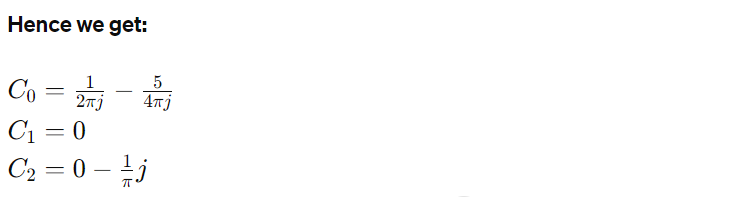 Hence we get:
C₀ = 1/(2πj) − 5/(4πj)
C₁ = 0
C₂ = 0 − (1/π)j